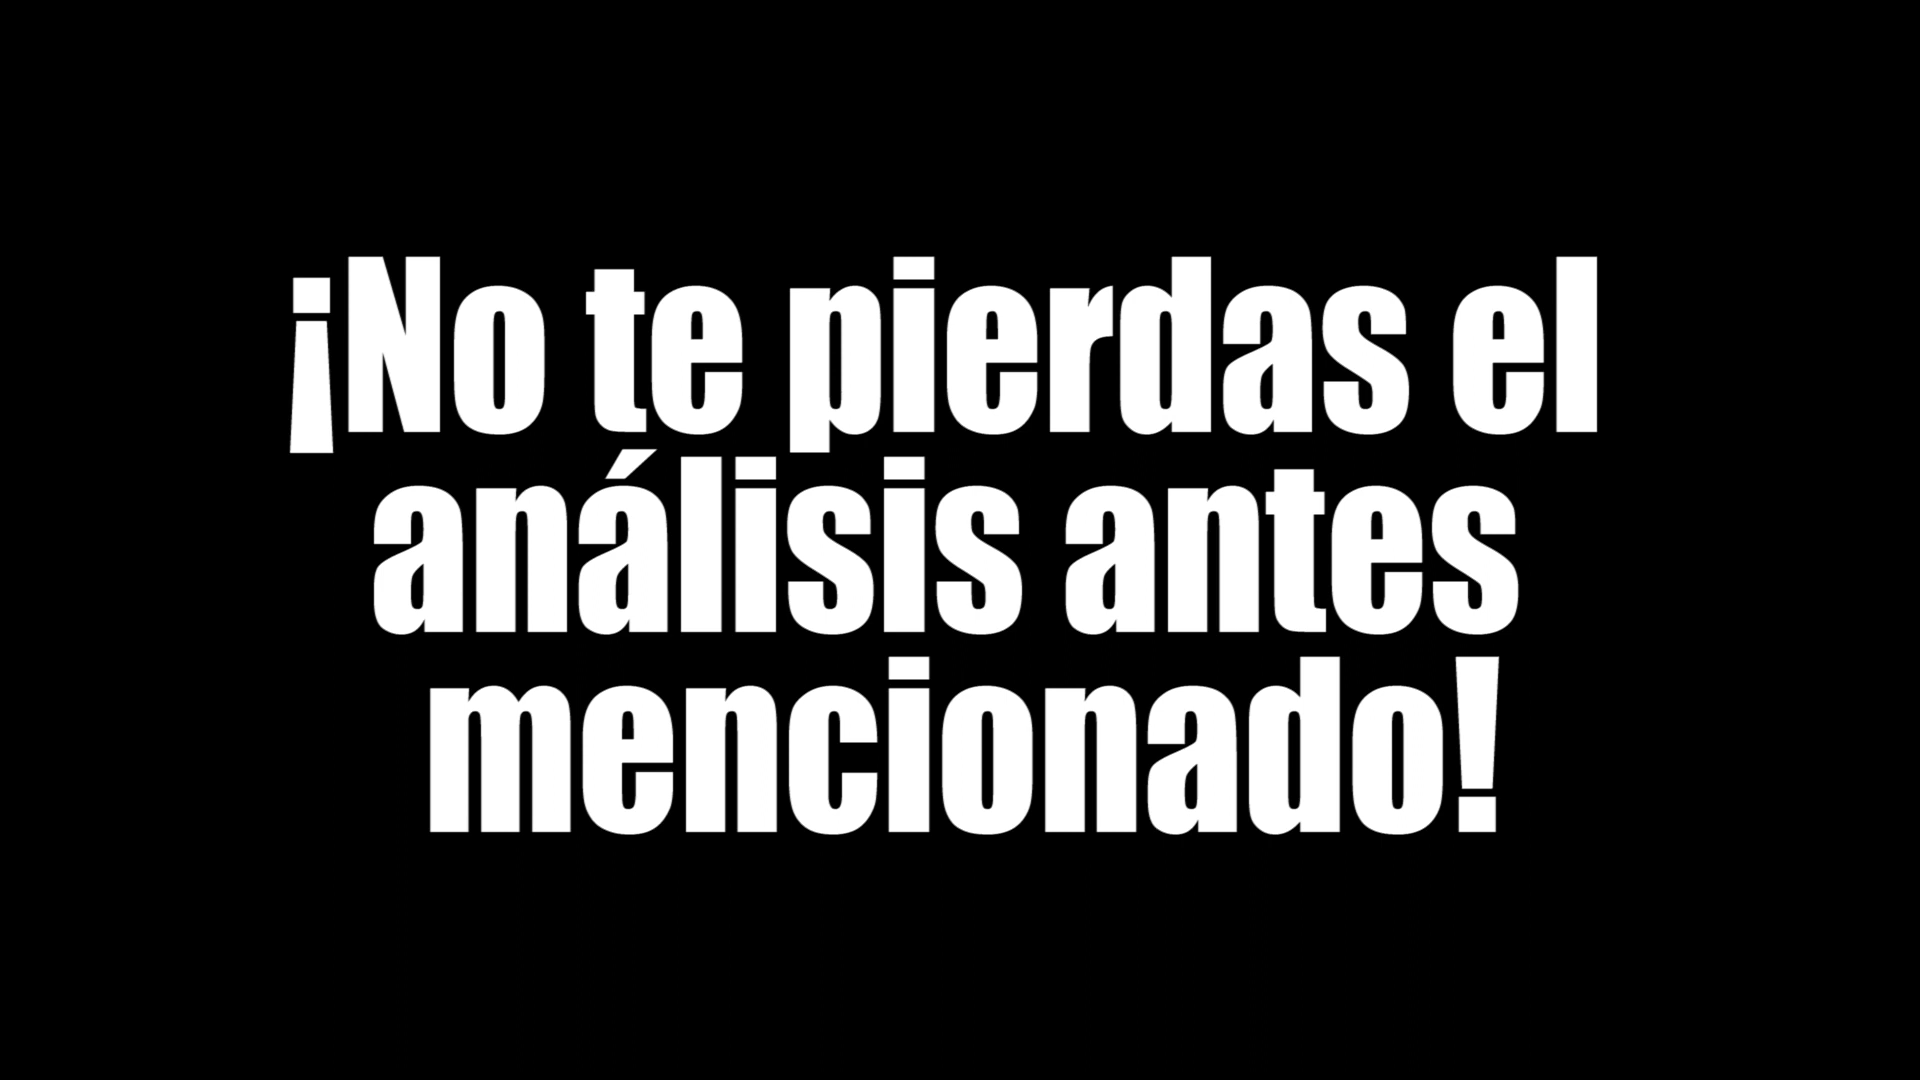 ¡No te pierdas el
análisis antes
mencionado!